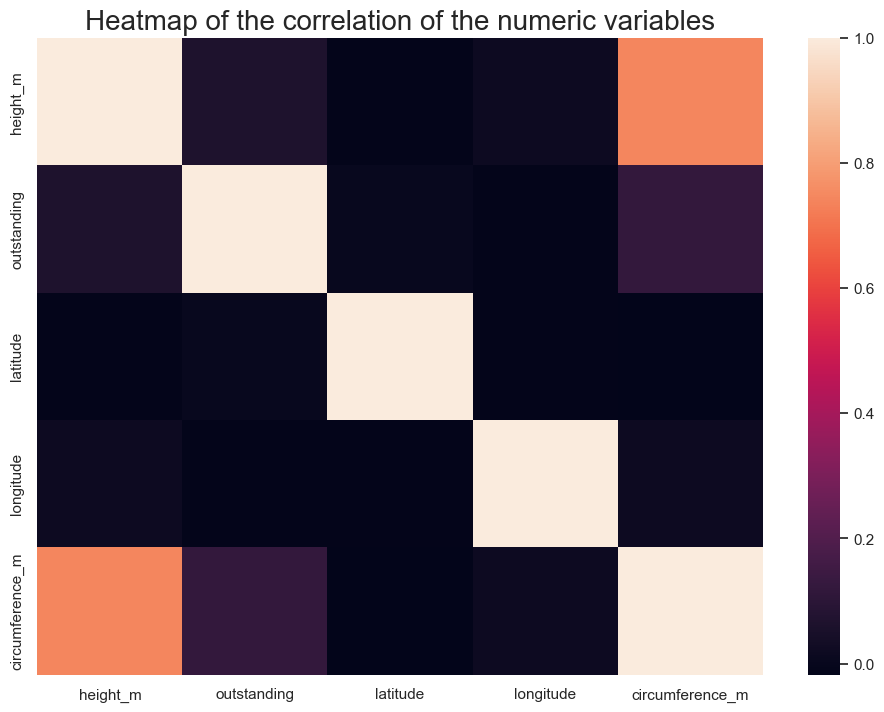 Heatmap of the correlation of the numeric variables
height_m
outstanding
latitude
longitude
circumference_m
height_m
outstanding
latitude
longitude
circumference_m
1.0
0.8
0.6
0.4
0.2
0.0